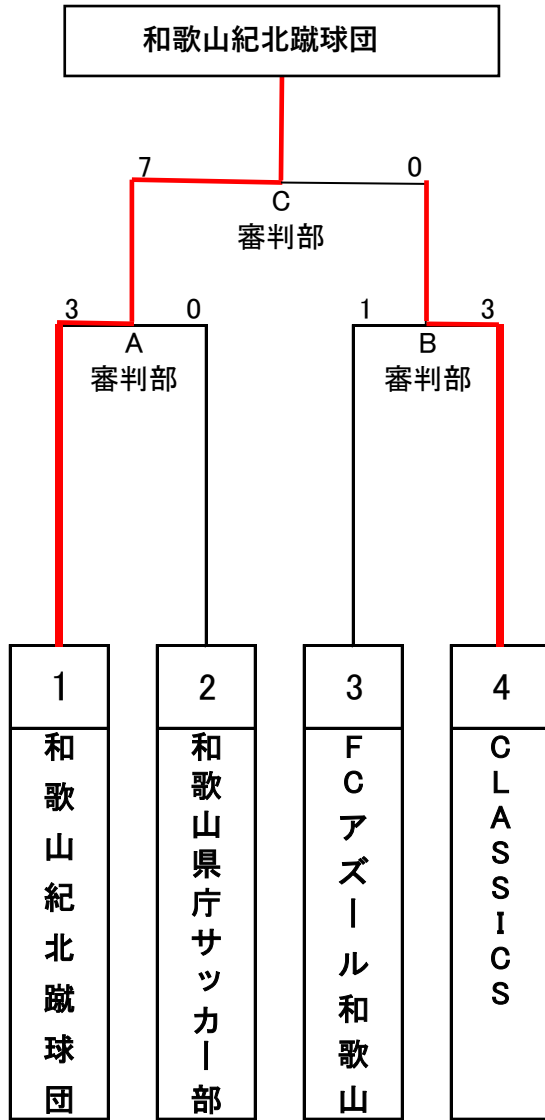 和歌山紀北蹴球団
7 0
C
審判部
3 0 1 3
A B
審判部 審判部
1 2 3 4
和歌山紀北蹴球団
和歌山県庁サッカー部
FCアズール和歌山
CLASSICS